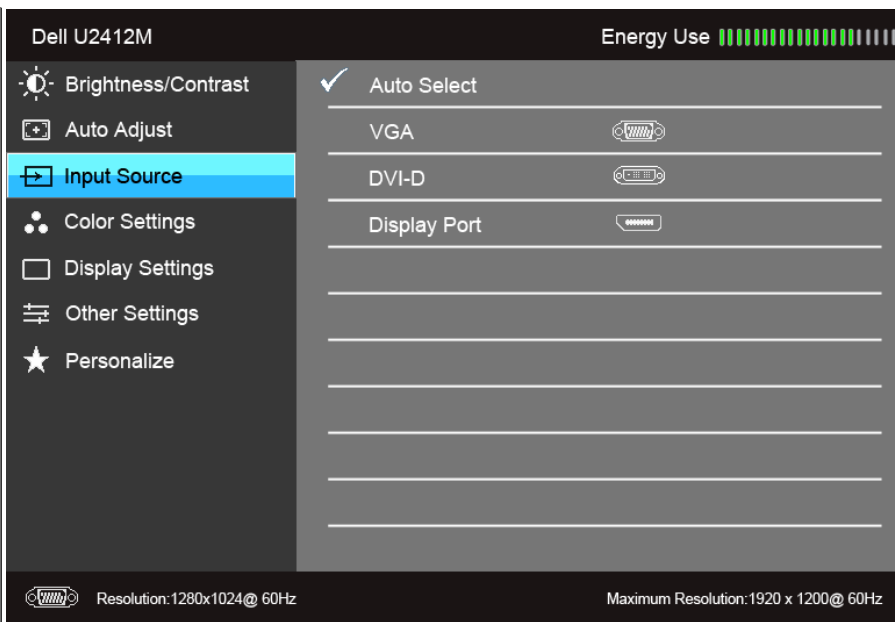 Dell U2412M
Energy Use
Brightness/Contrast
Auto Adjust
Input Source
Color Settings
Display Settings
Other Settings
Personalize
Auto Select
VGA
DVI-D
Display Port
Resolution:1280x1024@ 60Hz
Maximum Resolution:1920 x 1200@ 60Hz